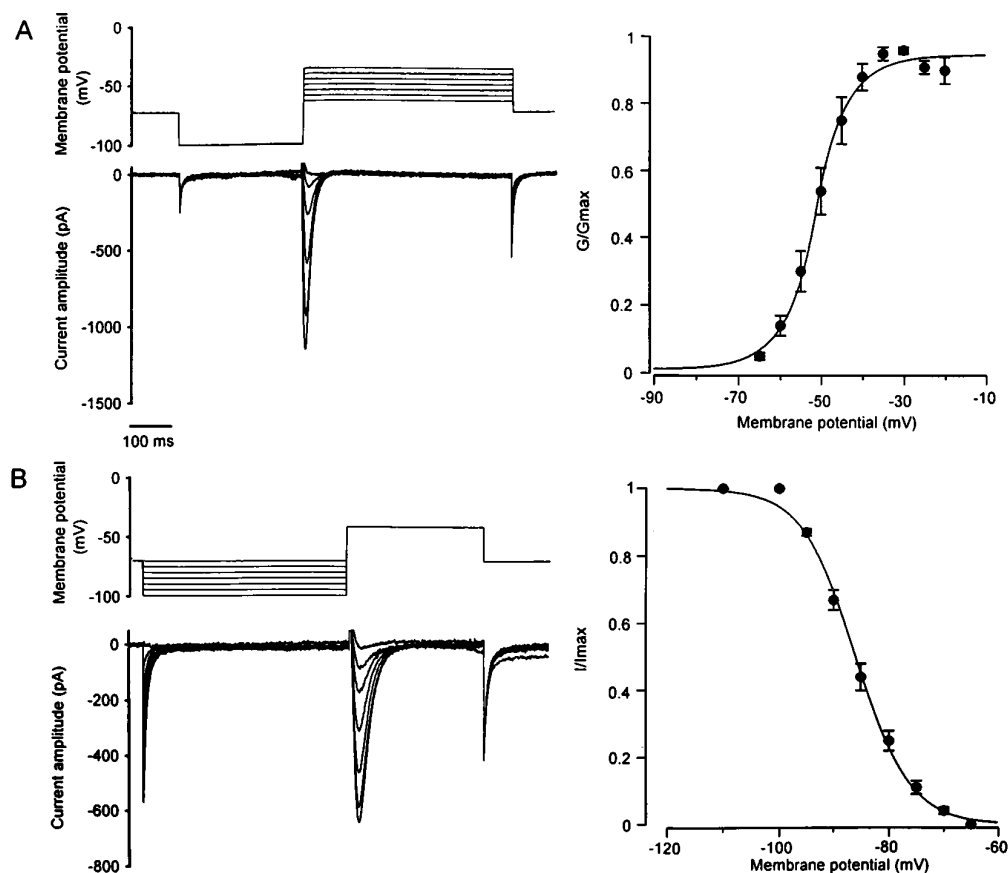 A
Membrane potential
(mV)
0
-50
-100
Current amplitude (pA)
0
-500
-1000
-1500
100 ms
G/Gmax
1
0.8
0.6
0.4
0.2
0
-90
-70
-50
-30
-10
Membrane potential (mV)
B
Membrane potential
(mV)
0
-50
-100
Current amplitude (pA)
0
-200
-400
-600
-800
I/Imax
1
0.8
0.6
0.4
0.2
0
-120
-100
-80
-60
Membrane potential (mV)